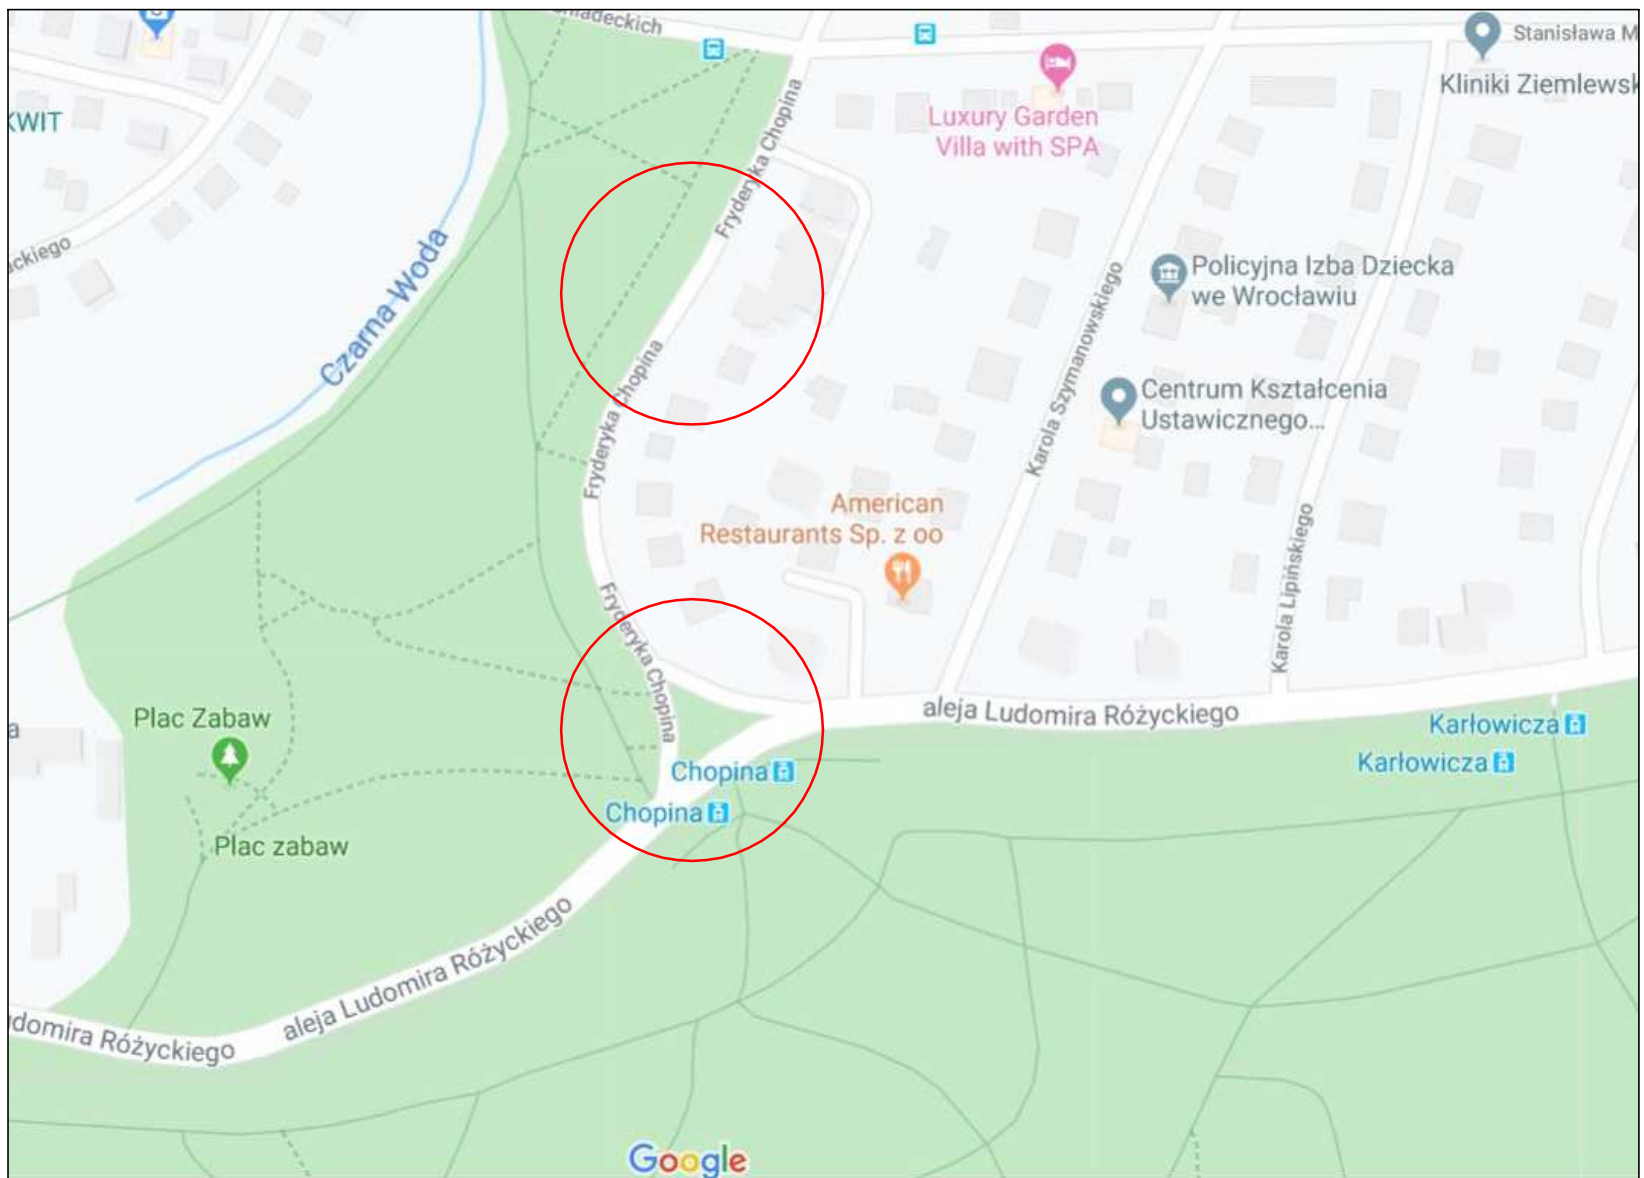 Stanisława M
Kliniki Ziemlewsk
KWIT
Luxury Garden
Villa with SPA
Fryderyka Chopina
Czarna Woda
Policyjna Izba Dziecka
we Wrocławiu
Karola Szymanowskiego
Fryderyka Chopina
Centrum Kształcenia
Ustawicznego...
American
Restaurants Sp. z oo
Karola Lipińskiego
Fryderyka Chopina
Plac Zabaw
aleja Ludomira Różyckiego
Karłowicza
Karłowicza
Chopina
Chopina
Plac zabaw
aleja Ludomira Różyckiego
udomira Różyckiego
Google